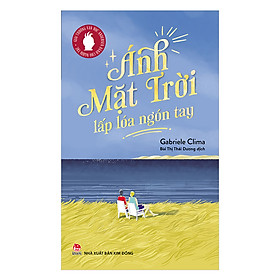 Ánh
Mặt Trời
lấp lóa ngón tay
Gabriele Clima
Bùi Thị Thái Dương dịch
NHÀ XUẤT BẢN KIM ĐỒNG